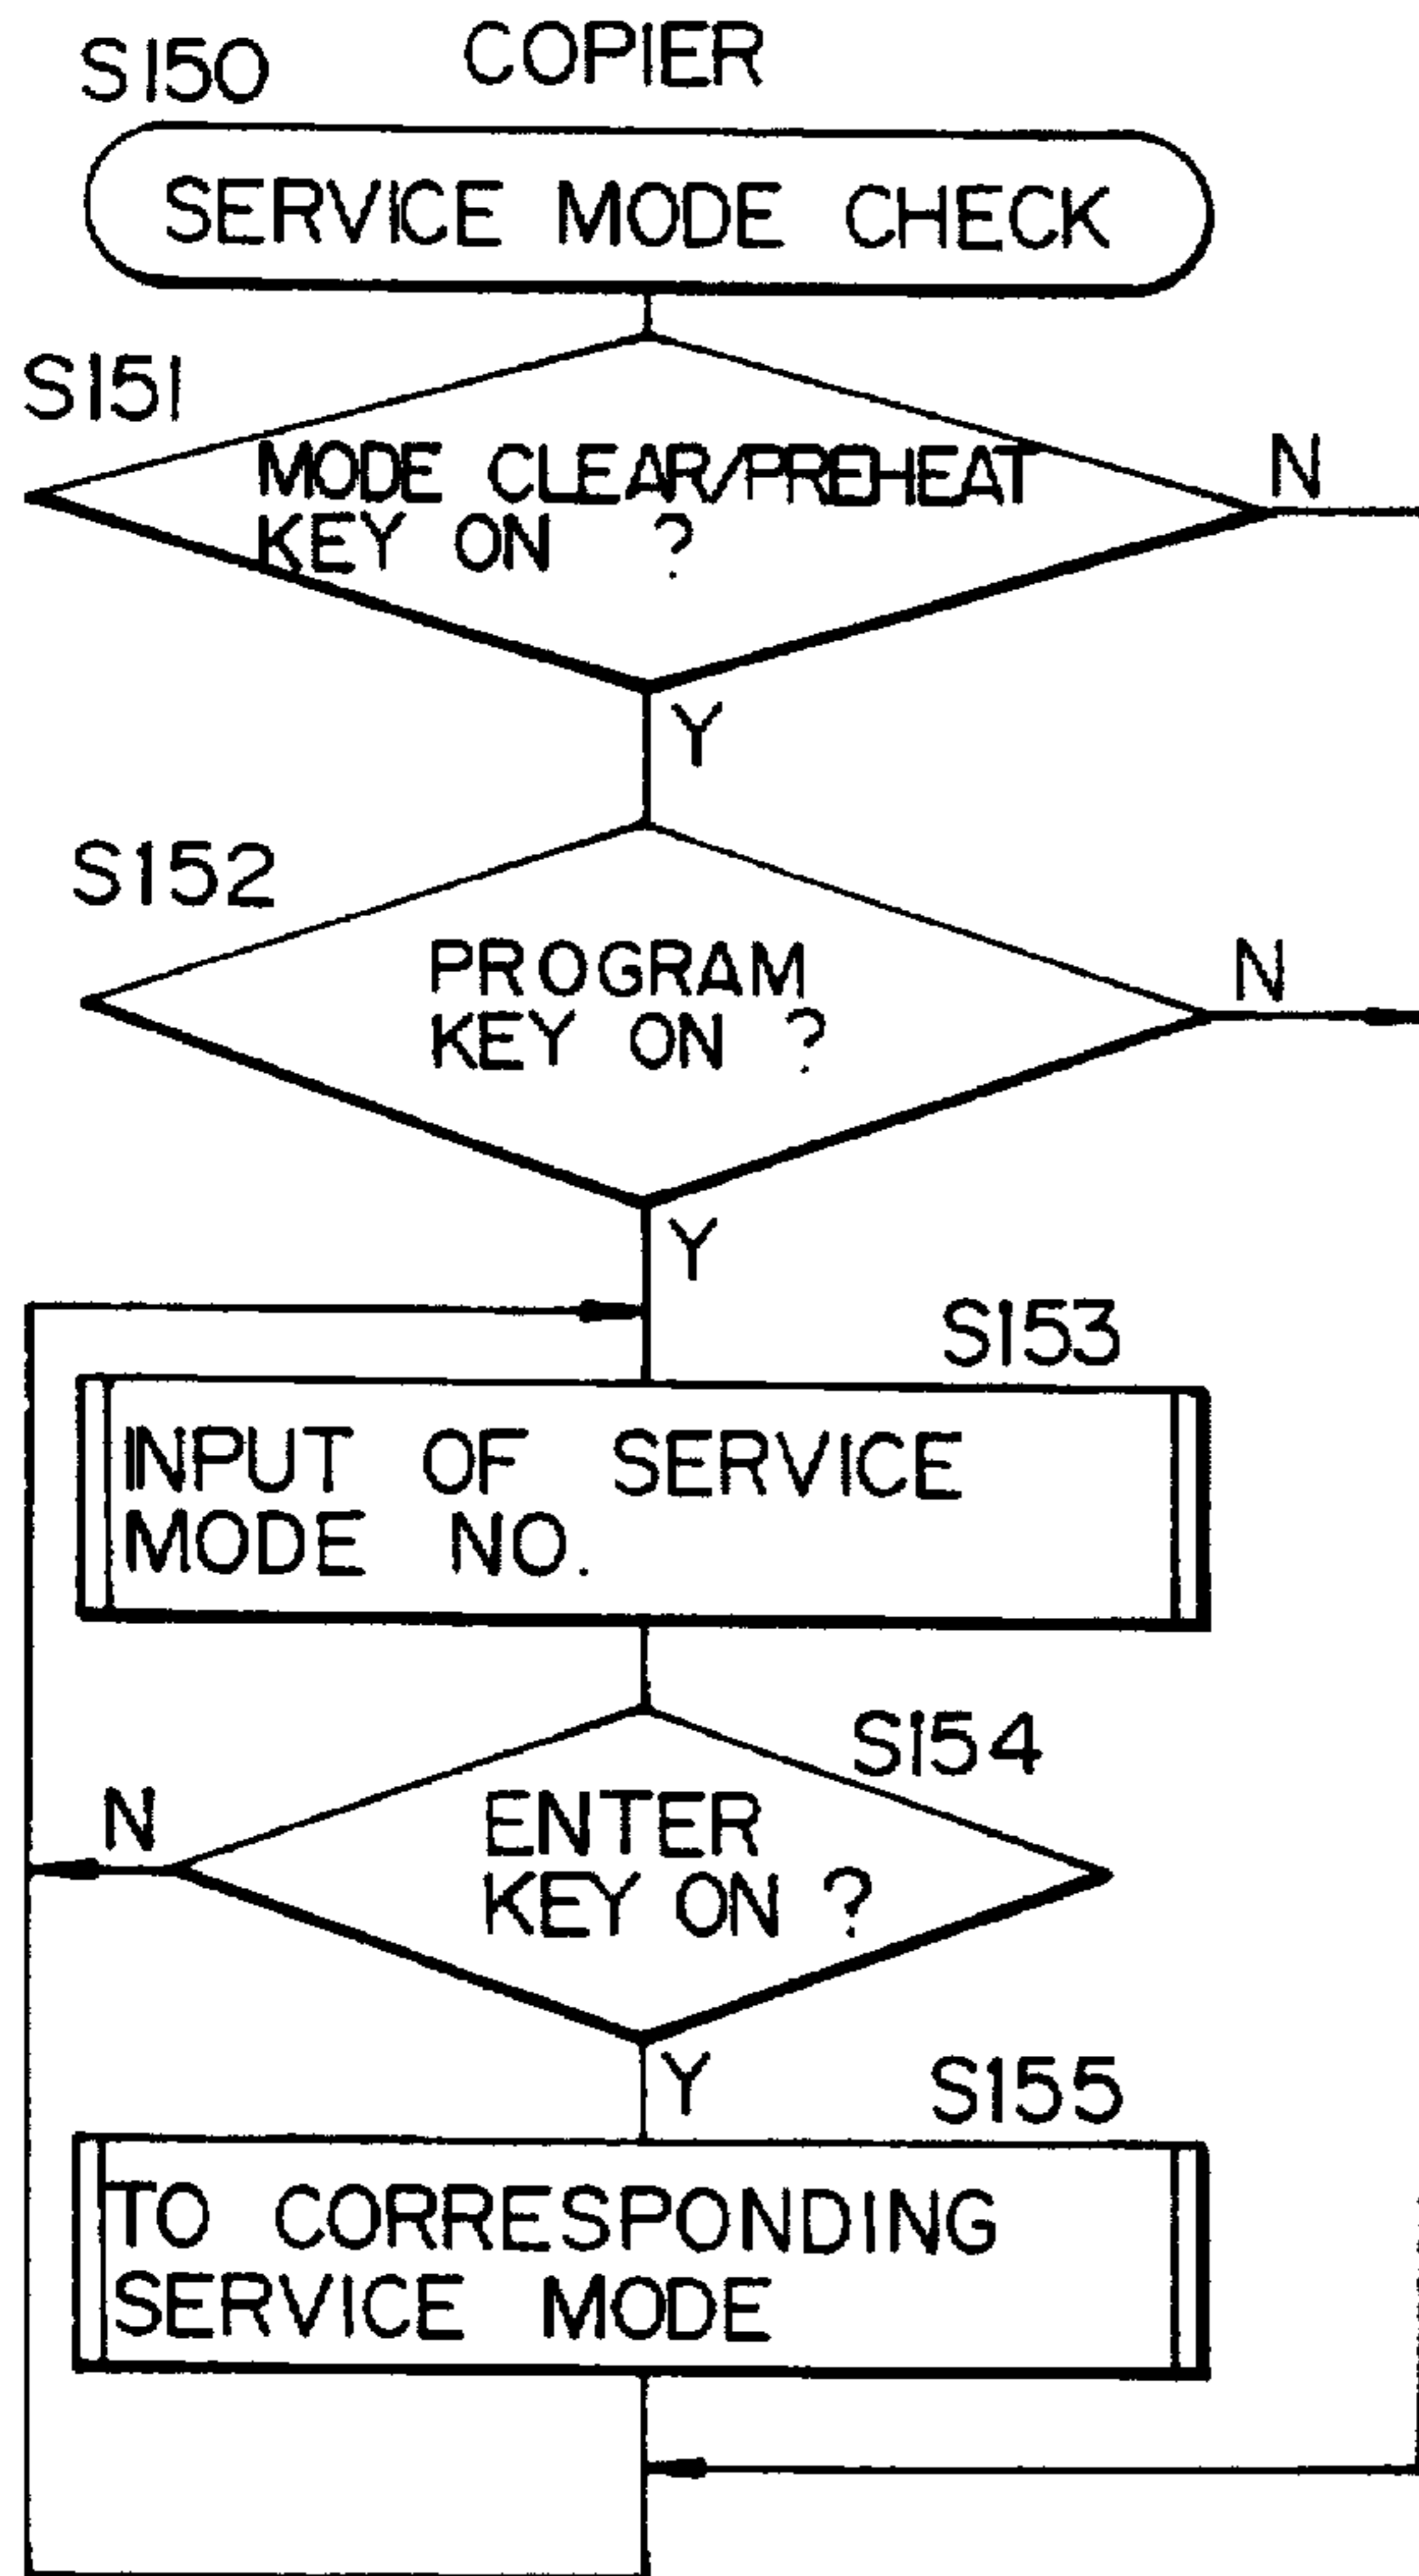 S150 COPIER
SERVICE MODE CHECK
S151
MODE CLEAR/PREHEAT
KEY ON ?
N
Y
S152
PROGRAM
KEY ON ?
N
Y
S153
INPUT OF SERVICE
MODE NO.
S154
N
ENTER
KEY ON ?
Y
S155
TO CORRESPONDING
SERVICE MODE